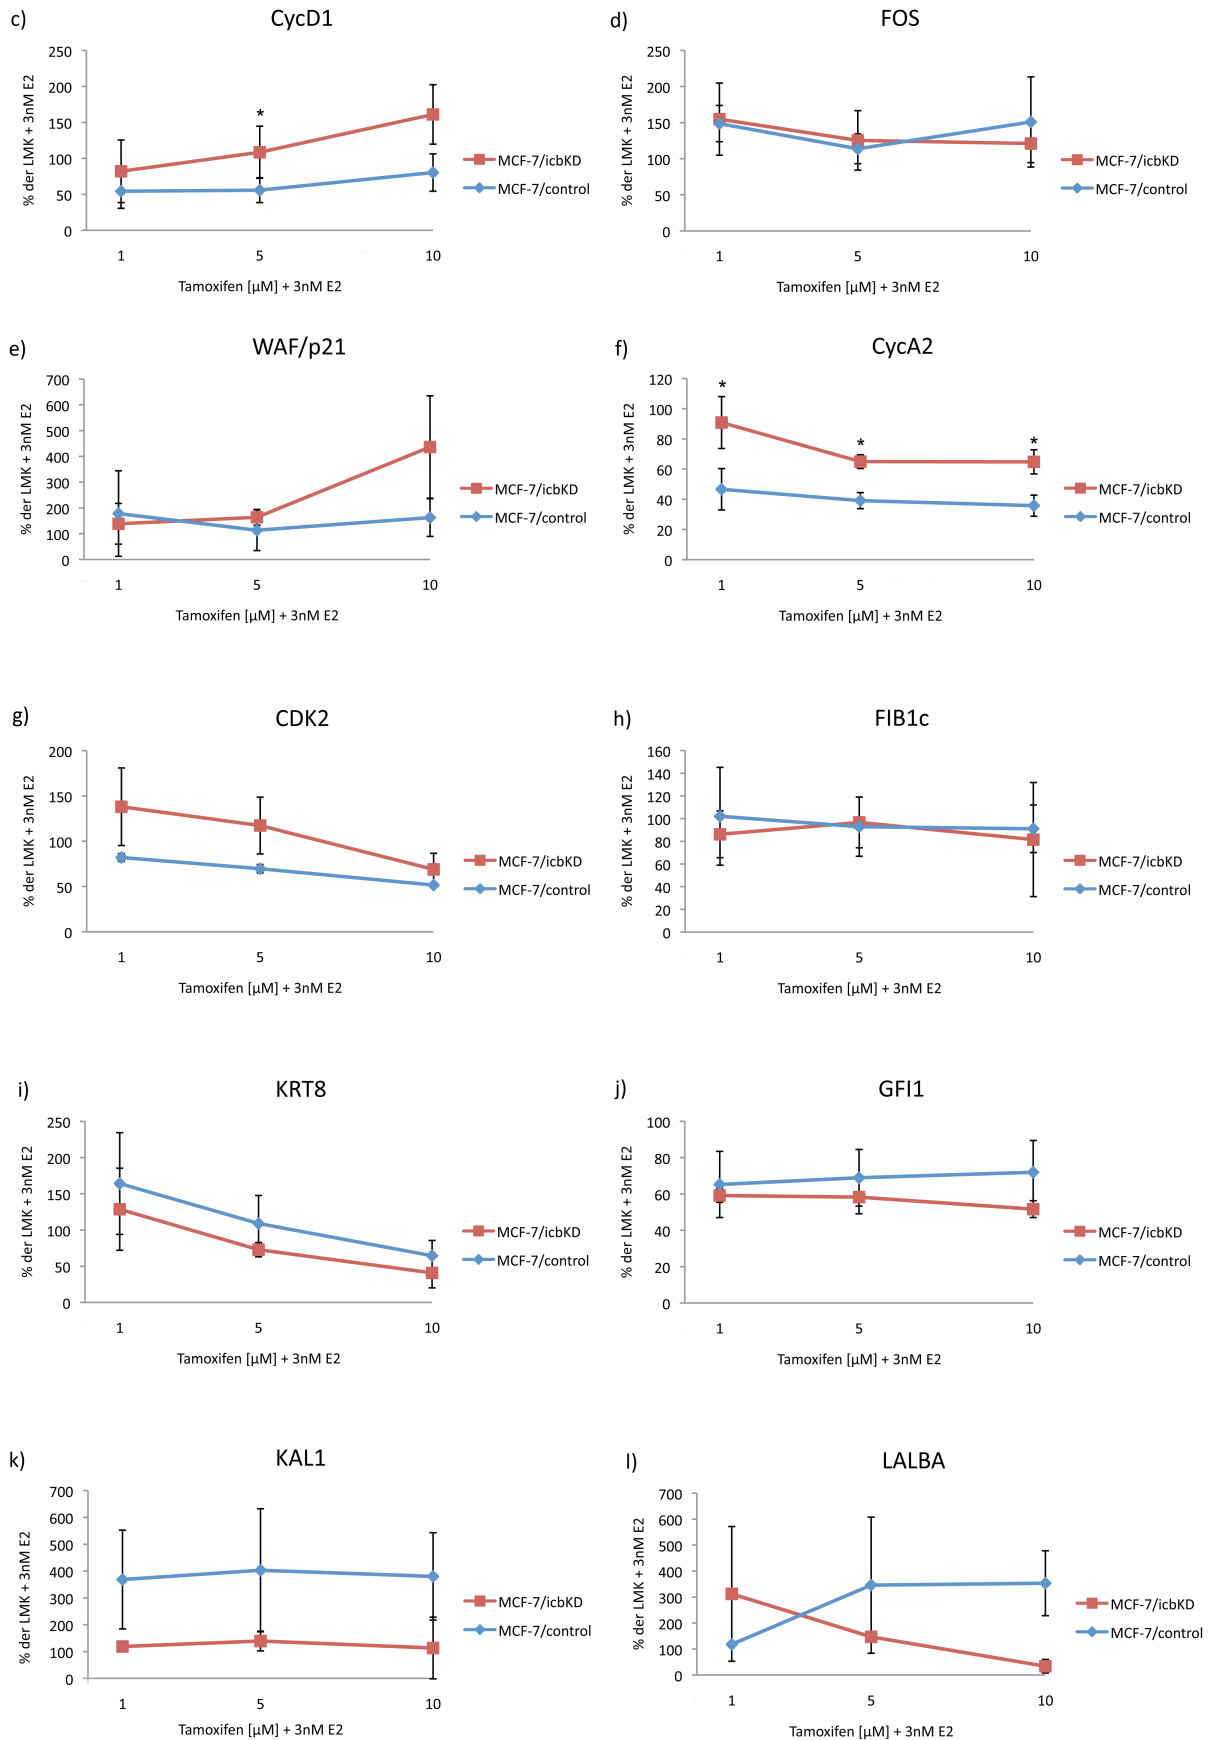 c) CycD1
% der LMK + 3nM E2
250
200
150
100
50
0
*
1 5 10
Tamoxifen [µM] + 3nM E2
MCF-7/icbKD
MCF-7/control
d) FOS
% der LMK + 3nM E2
250
200
150
100
50
0
1 5 10
Tamoxifen [µM] + 3nM E2
MCF-7/icbKD
MCF-7/control
e) WAF/p21
% der LMK + 3nM E2
700
600
500
400
300
200
100
0
1 5 10
Tamoxifen [µM] + 3nM E2
MCF-7/icbKD
MCF-7/control
f) CycA2
% der LMK + 3nM E2
120
100
80
60
40
20
0
* * *
1 5 10
Tamoxifen [µM] + 3nM E2
MCF-7/icbKD
MCF-7/control
g) CDK2
% der LMK + 3nM E2
200
150
100
50
0
1 5 10
Tamoxifen [µM] + 3nM E2
MCF-7/icbKD
MCF-7/control
h) FIB1c
% der LMK + 3nM E2
160
140
120
100
80
60
40
20
0
1 5 10
Tamoxifen [µM] + 3nM E2
MCF-7/icbKD
MCF-7/control
i) KRT8
% der LMK + 3nM E2
250
200
150
100
50
0
1 5 10
Tamoxifen [µM] + 3nM E2
MCF-7/icbKD
MCF-7/control
j) GFI1
% der LMK + 3nM E2
100
80
60
40
20
0
1 5 10
Tamoxifen [µM] + 3nM E2
MCF-7/icbKD
MCF-7/control
k) KAL1
% der LMK + 3nM E2
700
600
500
400
300
200
100
0
1 5 10
Tamoxifen [µM] + 3nM E2
MCF-7/icbKD
MCF-7/control
l) LALBA
% der LMK + 3nM E2
700
600
500
400
300
200
100
0
1 5 10
Tamoxifen [µM] + 3nM E2
MCF-7/icbKD
MCF-7/control